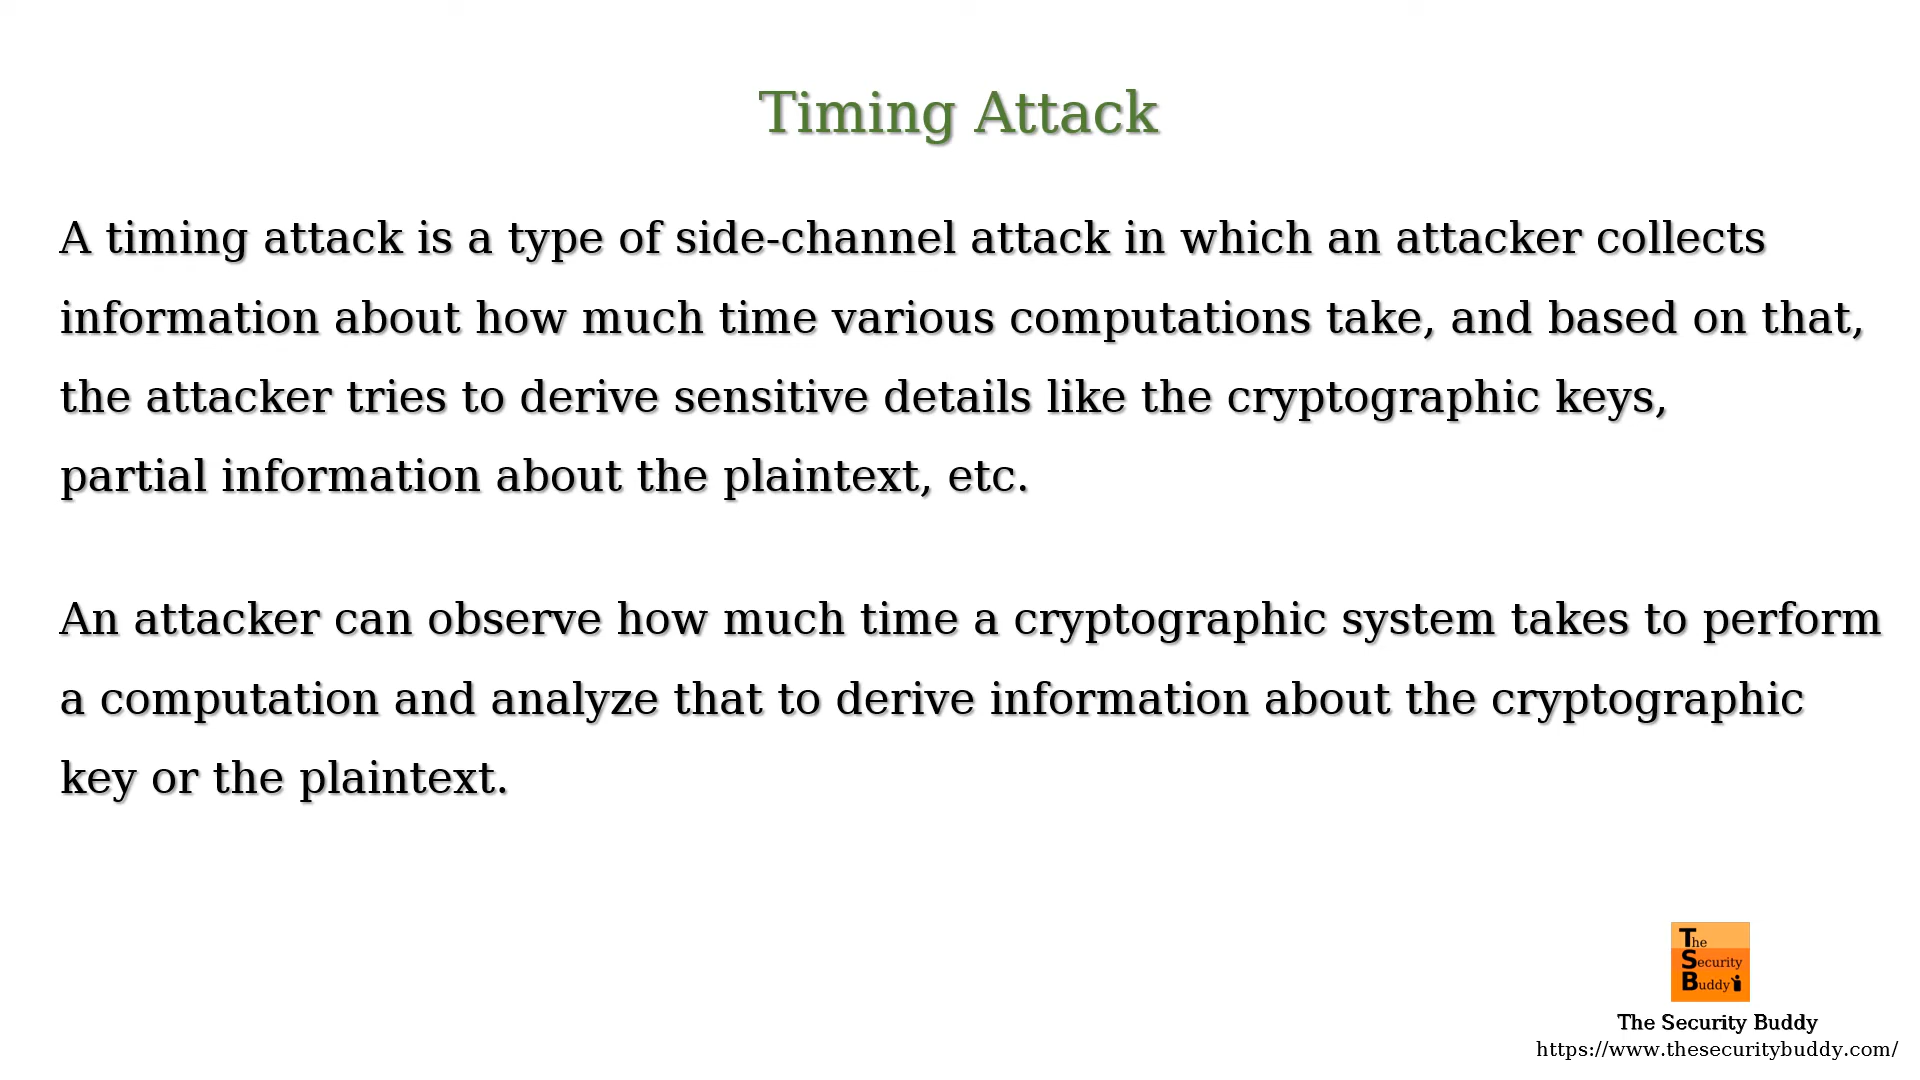 Timing Attack
A timing attack is a type of side-channel attack in which an attacker collects
information about how much time various computations take, and based on that,
the attacker tries to derive sensitive details like the cryptographic keys,
partial information about the plaintext, etc.
An attacker can observe how much time a cryptographic system takes to perform
a computation and analyze that to derive information about the cryptographic
key or the plaintext.
The
Security
Buddy
The Security Buddy
https://www.thesecuritybuddy.com/